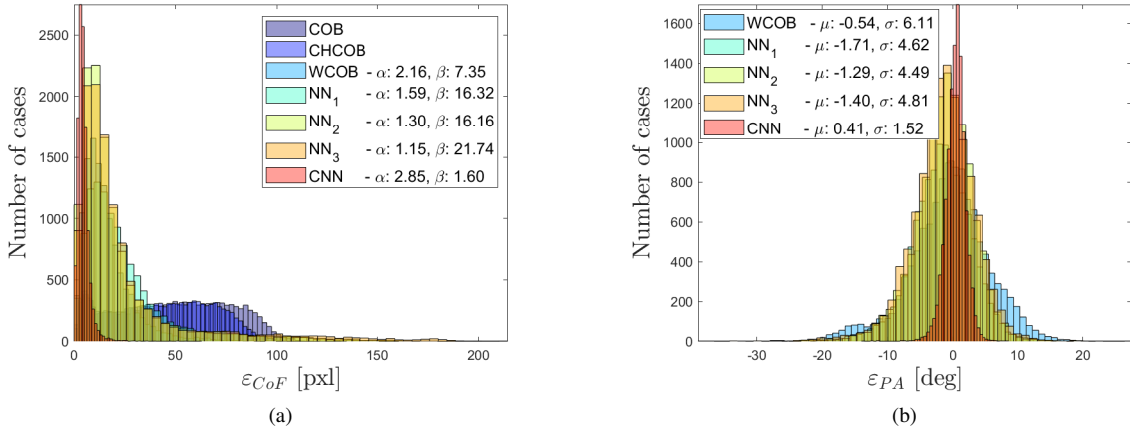 COB
CHCOB
WCOB - α: 2.16, β: 7.35
NN1 - α: 1.59, β: 16.32
NN2 - α: 1.30, β: 16.16
NN3 - α: 1.15, β: 21.74
CNN - α: 2.85, β: 1.60
Number of cases
2500
2000
1500
1000
500
0
0 50 100 150 200
εCoF [pxl]
(a)
WCOB - μ: -0.54, σ: 6.11
NN1 - μ: -1.71, σ: 4.62
NN2 - μ: -1.29, σ: 4.49
NN3 - μ: -1.40, σ: 4.81
CNN - μ: 0.41, σ: 1.52
Number of cases
1600
1400
1200
1000
800
600
400
200
0
-30 -20 -10 0 10 20
εPA [deg]
(b)